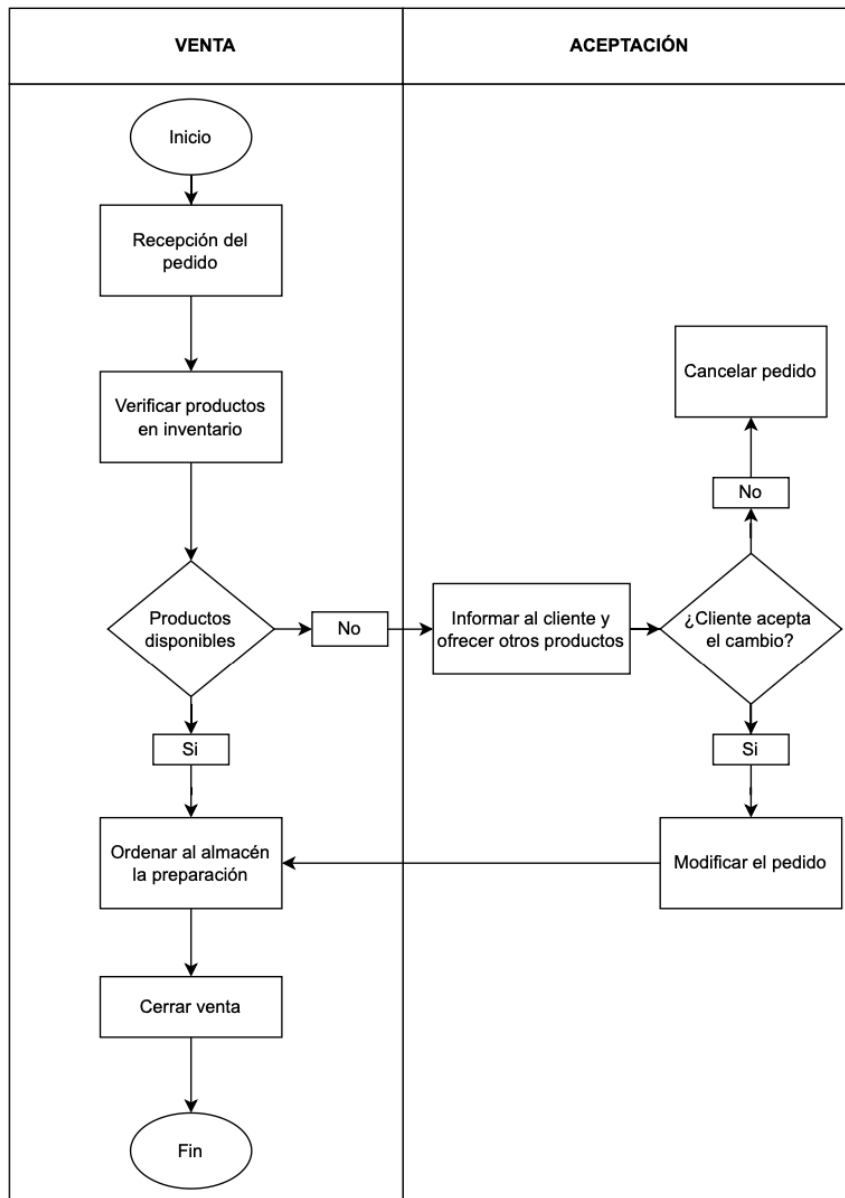 VENTA
ACEPTACIÓN
Inicio
Recepción del
pedido
Verificar productos
en inventario
Cancelar pedido
No
Productos
disponibles
No
Informar al cliente y
ofrecer otros productos
¿Cliente acepta
el cambio?
Si
Si
Ordenar al almacén
la preparación
Modificar el pedido
Cerrar venta
Fin